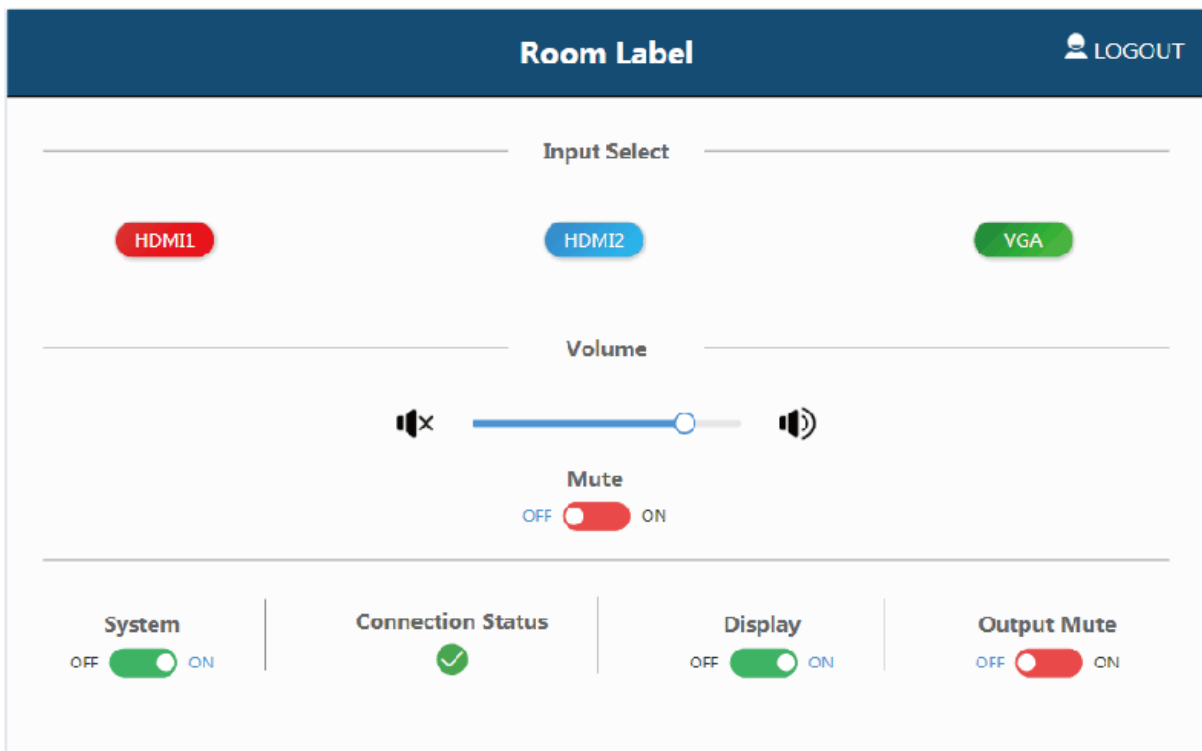 Room Label
LOGOUT
Input Select
HDMI1
HDMI2
VGA
Volume
Mute
OFF ON
System
Connection Status
Display
Output Mute
OFF ON
OFF ON
OFF ON